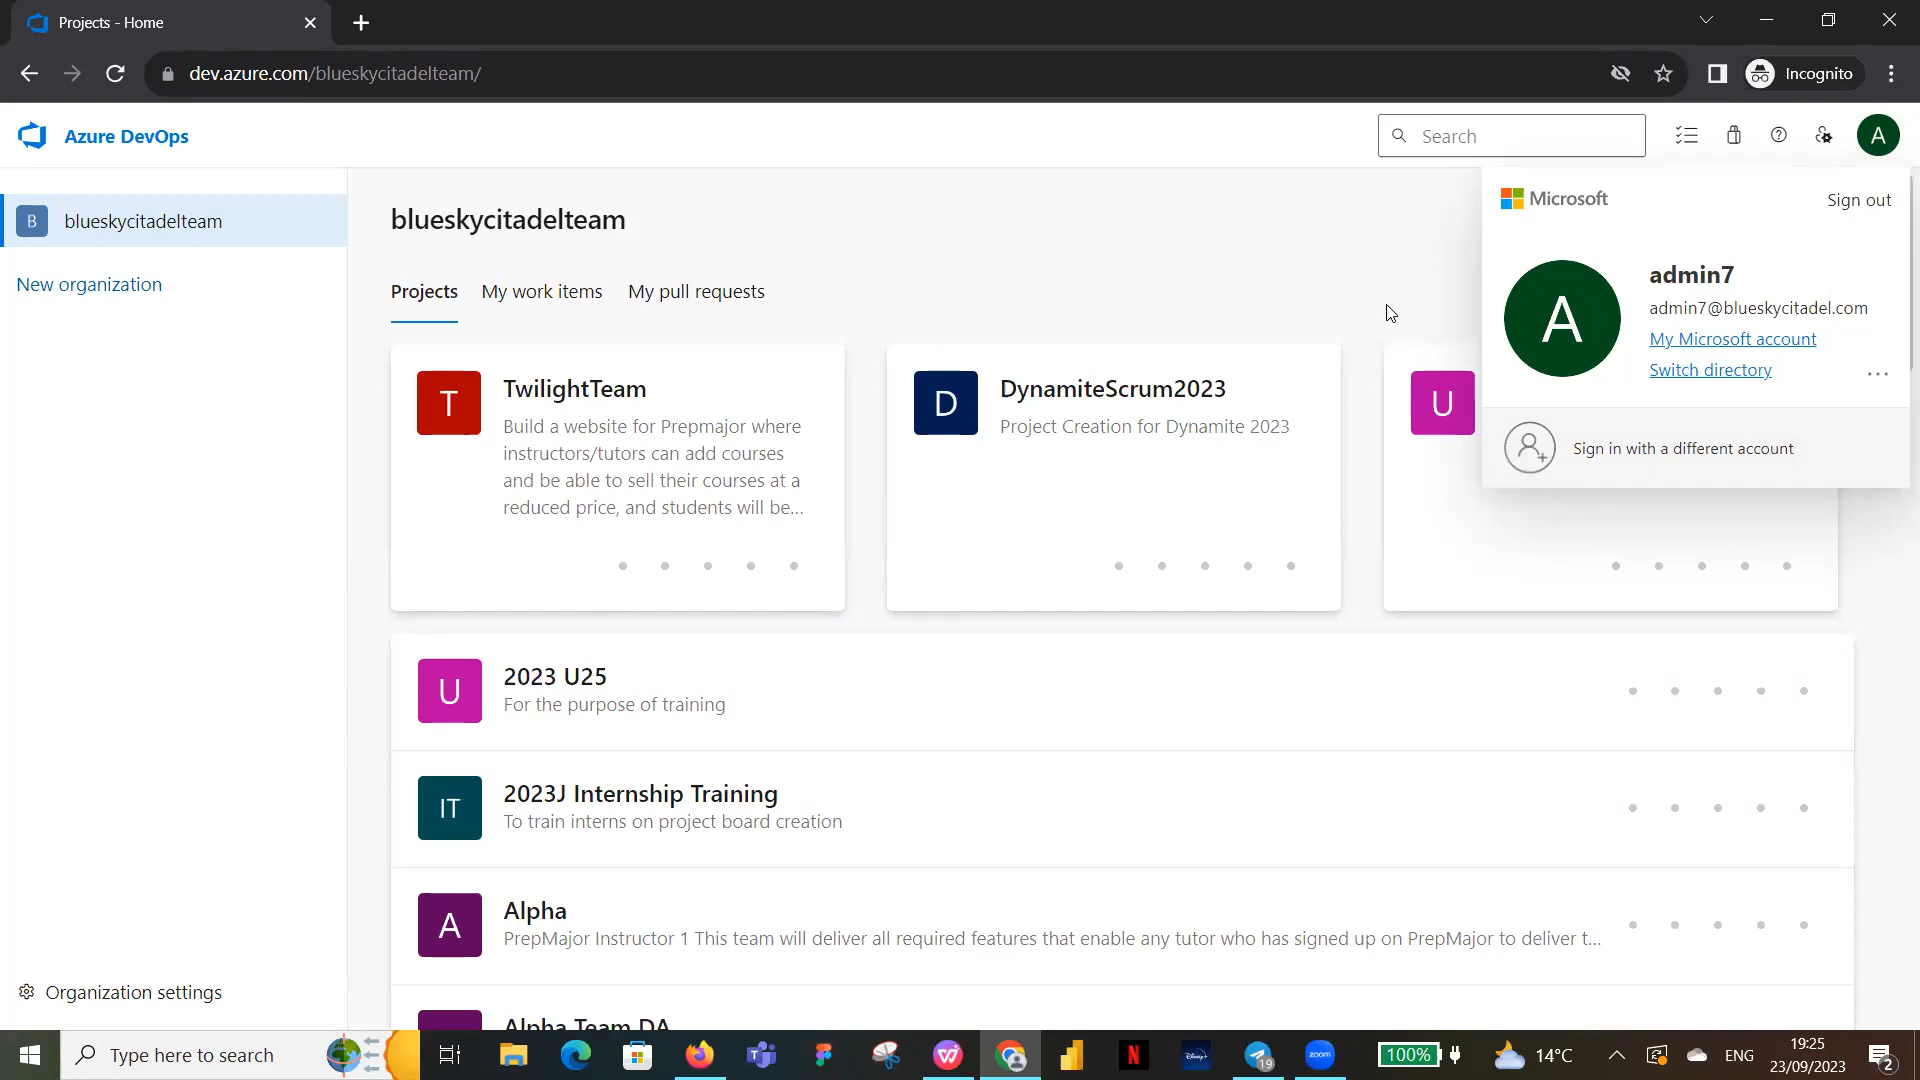 Projects - Home
dev.azure.com/blueskycitadelteam/
Incognito
Azure DevOps
Search
A
B
blueskycitadelteam
New organization
Organization settings
blueskycitadelteam
Projects
My work items
My pull requests
Microsoft
Sign out
A
admin7
admin7@blueskycitadel.com
My Microsoft account
Switch directory
Sign in with a different account
T
TwilightTeam
Build a website for Prepmajor where
instructors/tutors can add courses
and be able to sell their courses at a
reduced price, and students will be...
D
DynamiteScrum2023
Project Creation for Dynamite 2023
U
U
2023 U25
For the purpose of training
IT
2023J Internship Training
To train interns on project board creation
A
Alpha
PrepMajor Instructor 1 This team will deliver all required features that enable any tutor who has signed up on PrepMajor to deliver t...
Alpha Team DA
Type here to search
19
zoom
100%
14°C
ENG
19:25
23/09/2023
2